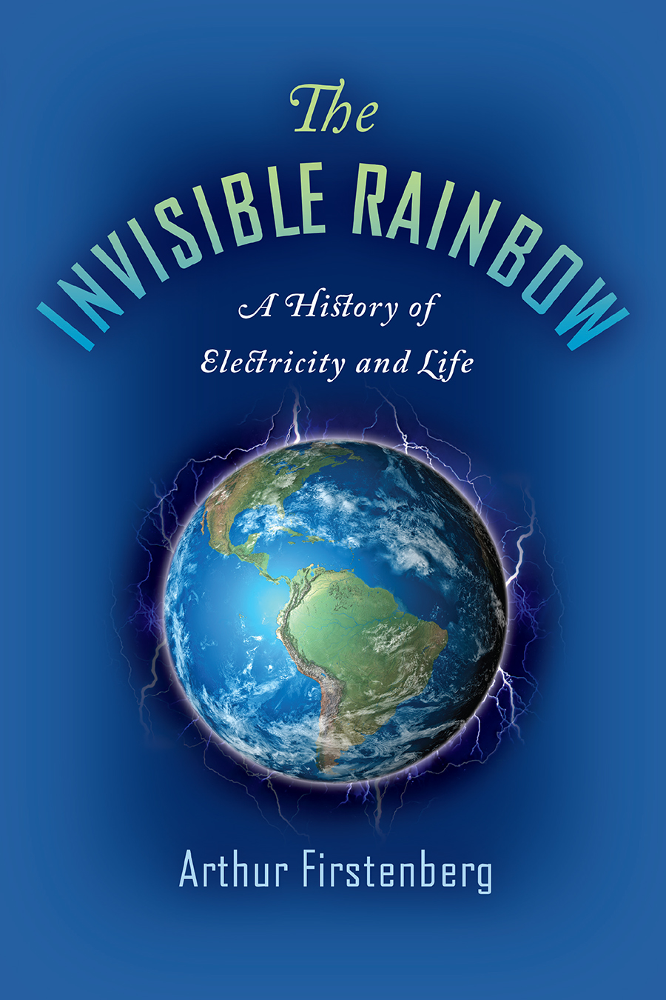 The
INVISIBLE RAINBOW
A History of
Electricity and Life
Arthur Firstenberg